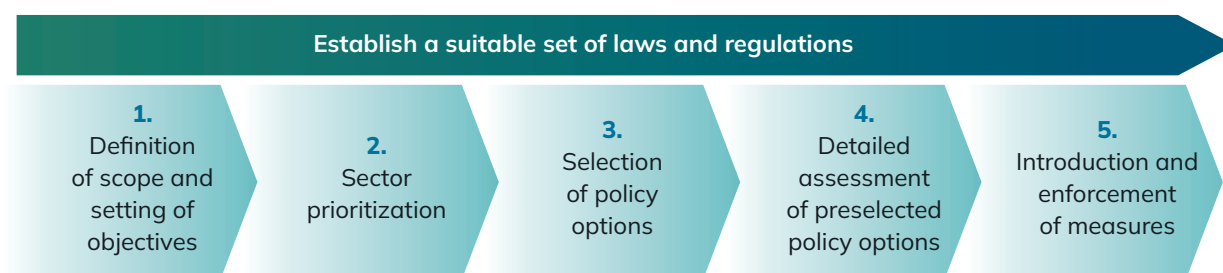 Establish a suitable set of laws and regulations
1.
Definition
of scope and
setting of
objectives
2.
Sector
prioritization
3.
Selection
of policy
options
4.
Detailed
assessment
of preselected
policy options
5.
Introduction and
enforcement
of measures